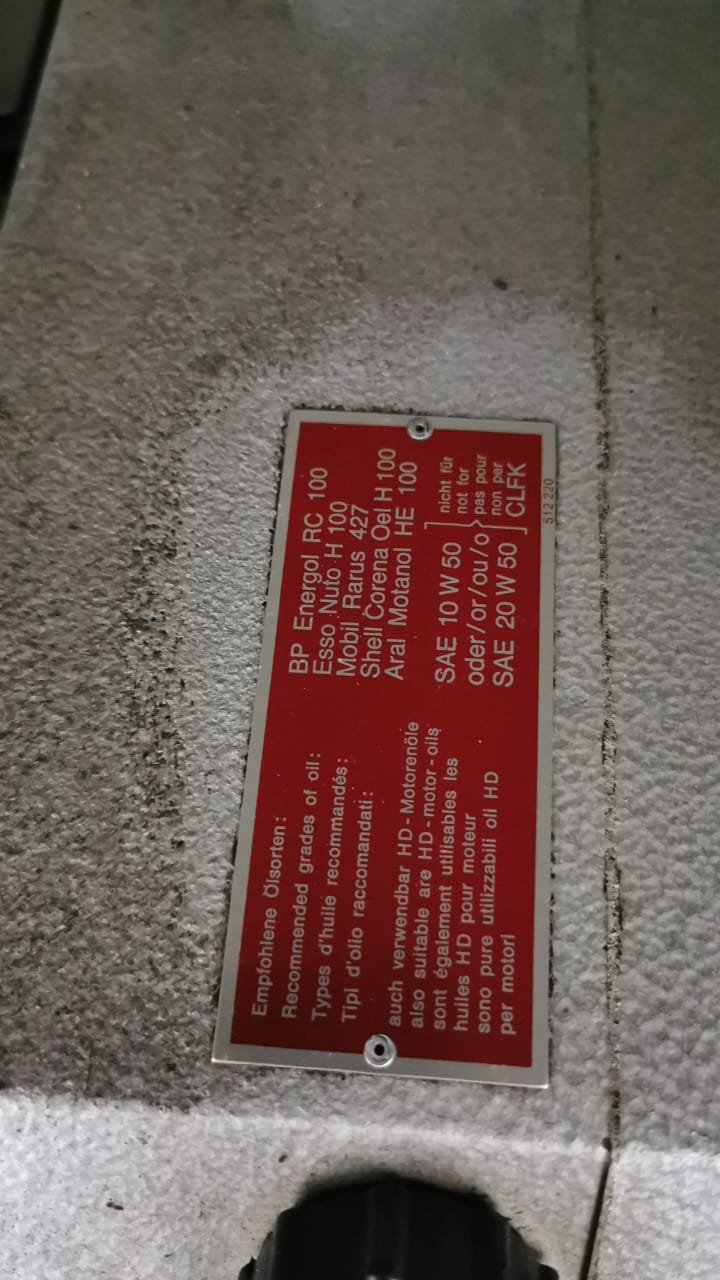 Empfohlene Ölsorten:
Recommended grades of oil:
Types d'huile recommandés:
Tipi d'olio raccomandati:
BP Energol RC 100
Esso Nuto H 100
Mobil Rarus 427
Shell Corena Oel H 100
Aral Motanol HE 100
auch verwendbar HD-Motorenöle
also suitable are HD-motor-oils
sont également utilisables les
huiles HD pour moteur
sono pure utilizzabili oli HD
per motori
SAE 10 W 50
oder/or/ou/o
SAE 20 W 50
nicht für
not for
pas pour
non per
CLFK
512 220